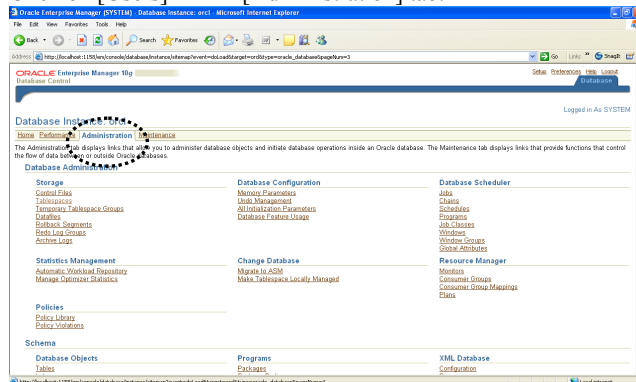 Oracle Enterprise Manager (SYSTEM) - Database Instance: orcl - Microsoft Internet Explorer
File Edit View Favorites Tools Help
Back Search Favorites
Address http://localhost:1158/em/console/database/instance/sitemap?event=doLoad&target=orcl&type=oracle_database&pageNum=3 Go Links » SnagIt
ORACLE Enterprise Manager 10g
Database Control
Setup Preferences Help Logout
Database
Logged in As SYSTEM
Database Instance: orcl
Home Performance Administration Maintenance
The Administration tab displays links that allow you to administer database objects and initiate database operations inside an Oracle database. The Maintenance tab displays links that provide functions that control
the flow of data between or outside Oracle databases.
Database Administration
Storage
Control Files
Tablespaces
Temporary Tablespace Groups
Datafiles
Rollback Segments
Redo Log Groups
Archive Logs
Database Configuration
Memory Parameters
Undo Management
All Initialization Parameters
Database Feature Usage
Database Scheduler
Jobs
Chains
Schedules
Programs
Job Classes
Windows
Window Groups
Global Attributes
Statistics Management
Automatic Workload Repository
Manage Optimizer Statistics
Change Database
Migrate to ASM
Make Tablespace Locally Managed
Resource Manager
Monitors
Consumer Groups
Consumer Group Mappings
Plans
Policies
Policy Library
Policy Violations
Schema
Database Objects
Tables
Programs
Packages
XML Database
Configuration
Local intranet